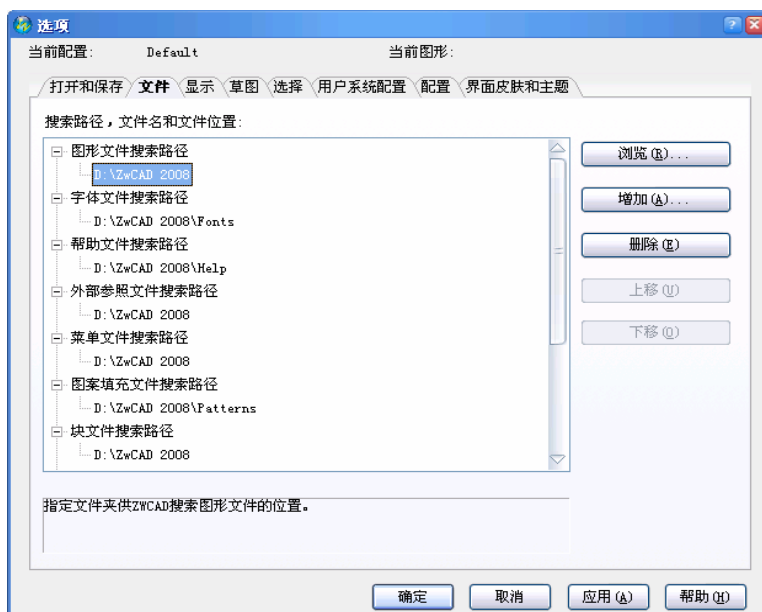 选项
当前配置: Default 当前图形:
打开和保存 文件 显示 草图 选择 用户系统配置 配置 界面皮肤和主题
搜索路径,文件名和文件位置:
图形文件搜索路径
D:\ZwCAD 2008
字体文件搜索路径
D:\ZwCAD 2008\Fonts
帮助文件搜索路径
D:\ZwCAD 2008\Help
外部参照文件搜索路径
D:\ZwCAD 2008
菜单文件搜索路径
D:\ZwCAD 2008
图案填充文件搜索路径
D:\ZwCAD 2008\Patterns
块文件搜索路径
D:\ZwCAD 2008
浏览(R)...
增加(A)...
删除(E)
上移(U)
下移(O)
指定文件夹供ZWCAD搜索图形文件的位置。
确定 取消 应用(A) 帮助(H)